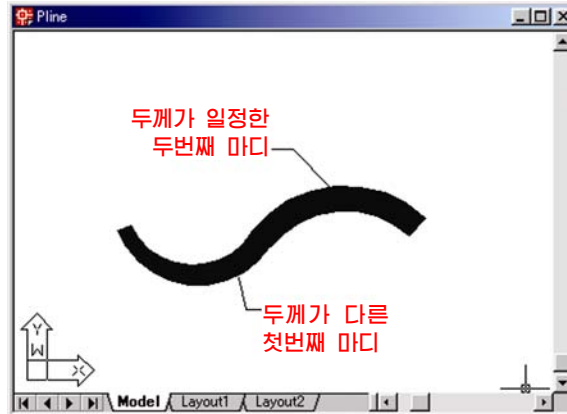 Pline
두께가 일정한
두번째 마디
두께가 다른
첫번째 마디
Y
W
X
Model Layout1 Layout2